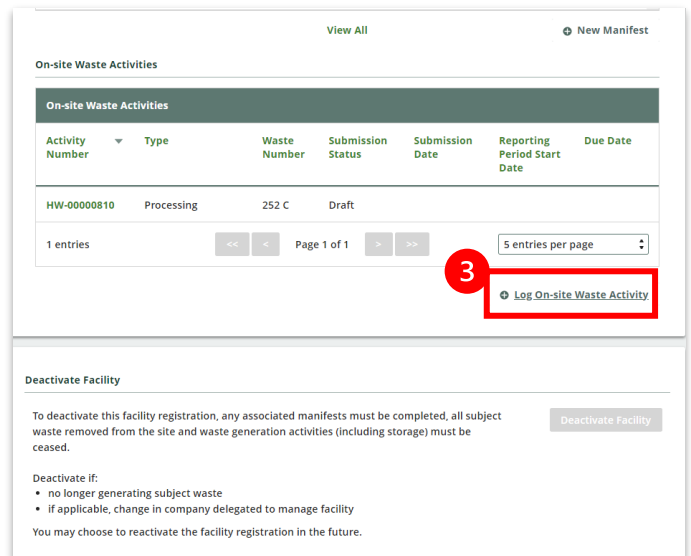 View All
New Manifest
On-site Waste Activities
On-site Waste Activities
Activity Number Type Waste Number Submission Status Submission Date Reporting Period Start Date Due Date
HW-00000810 Processing 252 C Draft
1 entries << < Page 1 of 1 > >> 5 entries per page
3
Log On-site Waste Activity
Deactivate Facility
To deactivate this facility registration, any associated manifests must be completed, all subject
waste removed from the site and waste generation activities (including storage) must be
ceased.
Deactivate Facility
Deactivate if:
• no longer generating subject waste
• if applicable, change in company delegated to manage facility
You may choose to reactivate the facility registration in the future.